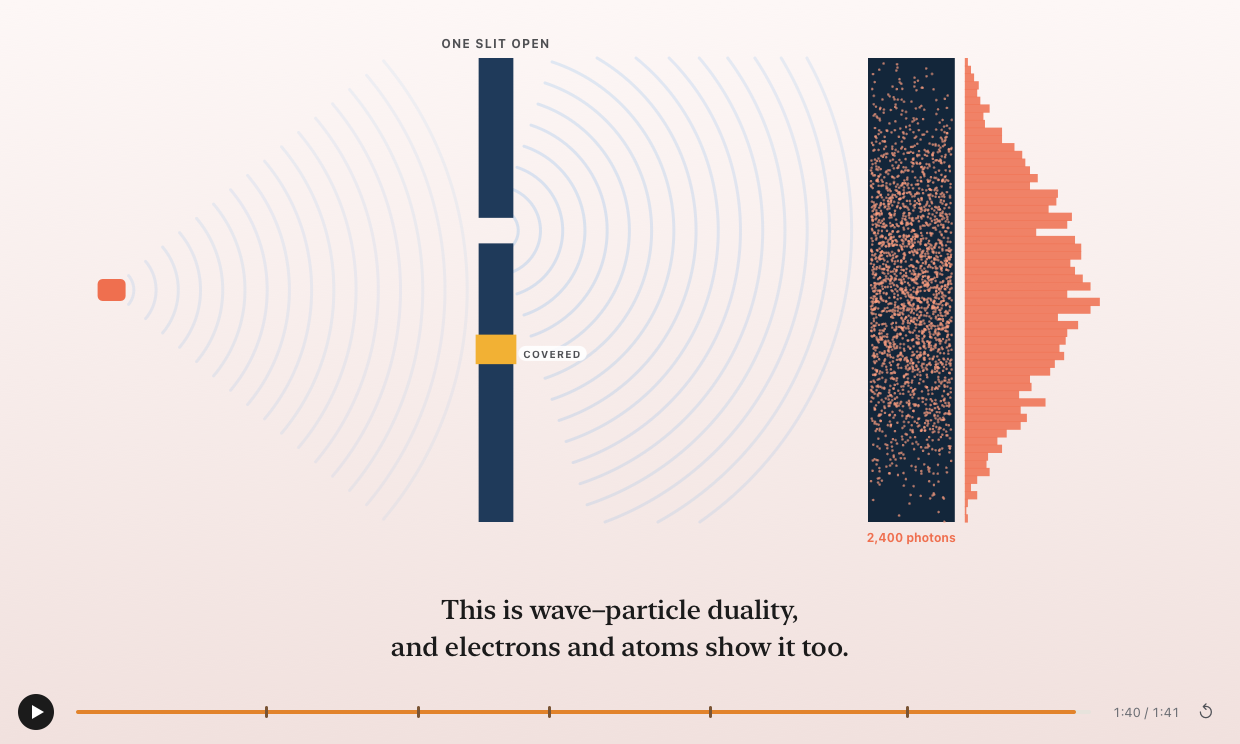 ONE SLIT OPEN
COVERED
2,400 photons
This is wave–particle duality,
and electrons and atoms show it too.
1:40 / 1:41